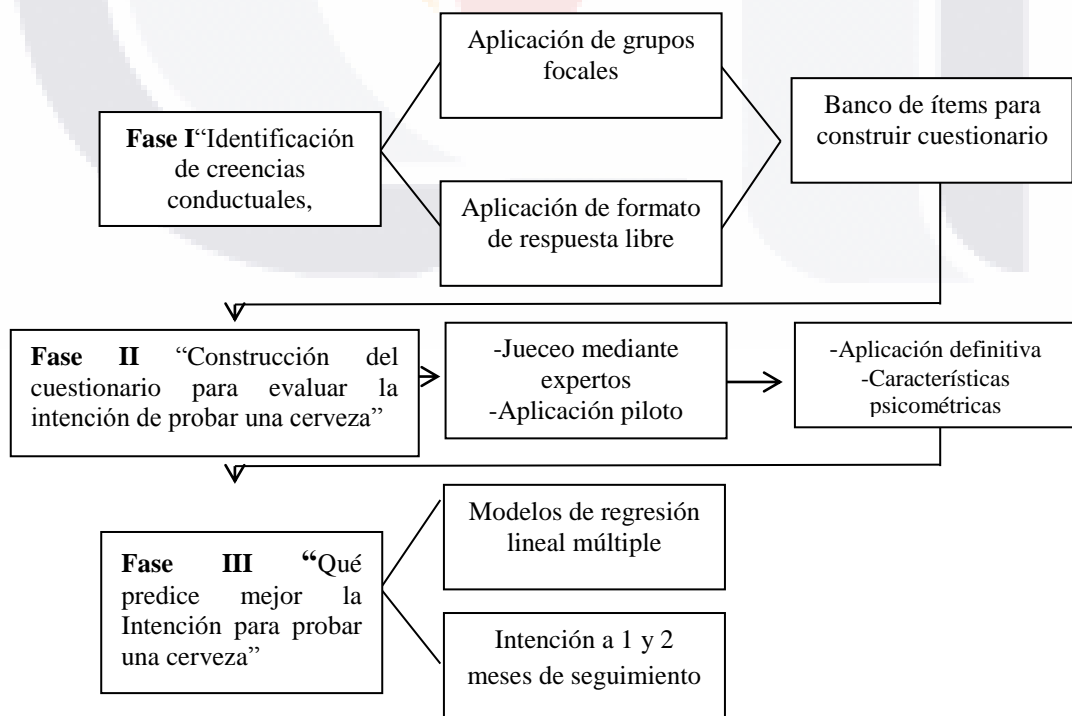 Aplicación de grupos
focales
Fase I“Identificación
de creencias
conductuales,
Banco de ítems para
construir cuestionario
Aplicación de formato
de respuesta libre
Fase II “Construcción del
cuestionario para evaluar la
intención de probar una cerveza”
-Jueceo mediante
expertos
-Aplicación piloto
-Aplicación definitiva
-Características
psicométricas
Fase III “Qué
predice mejor la
Intención para probar
una cerveza”
Modelos de regresión
lineal múltiple
Intención a 1 y 2
meses de seguimiento